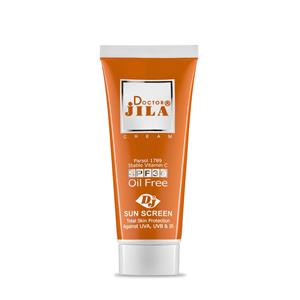 DOCTOR
JILA®
CREAM
Parsol 1789
Stable Vitamin C
SPF30
Oil Free
DJ
SUN SCREEN
Total Skin Protection
Against UVA, UVB & IR